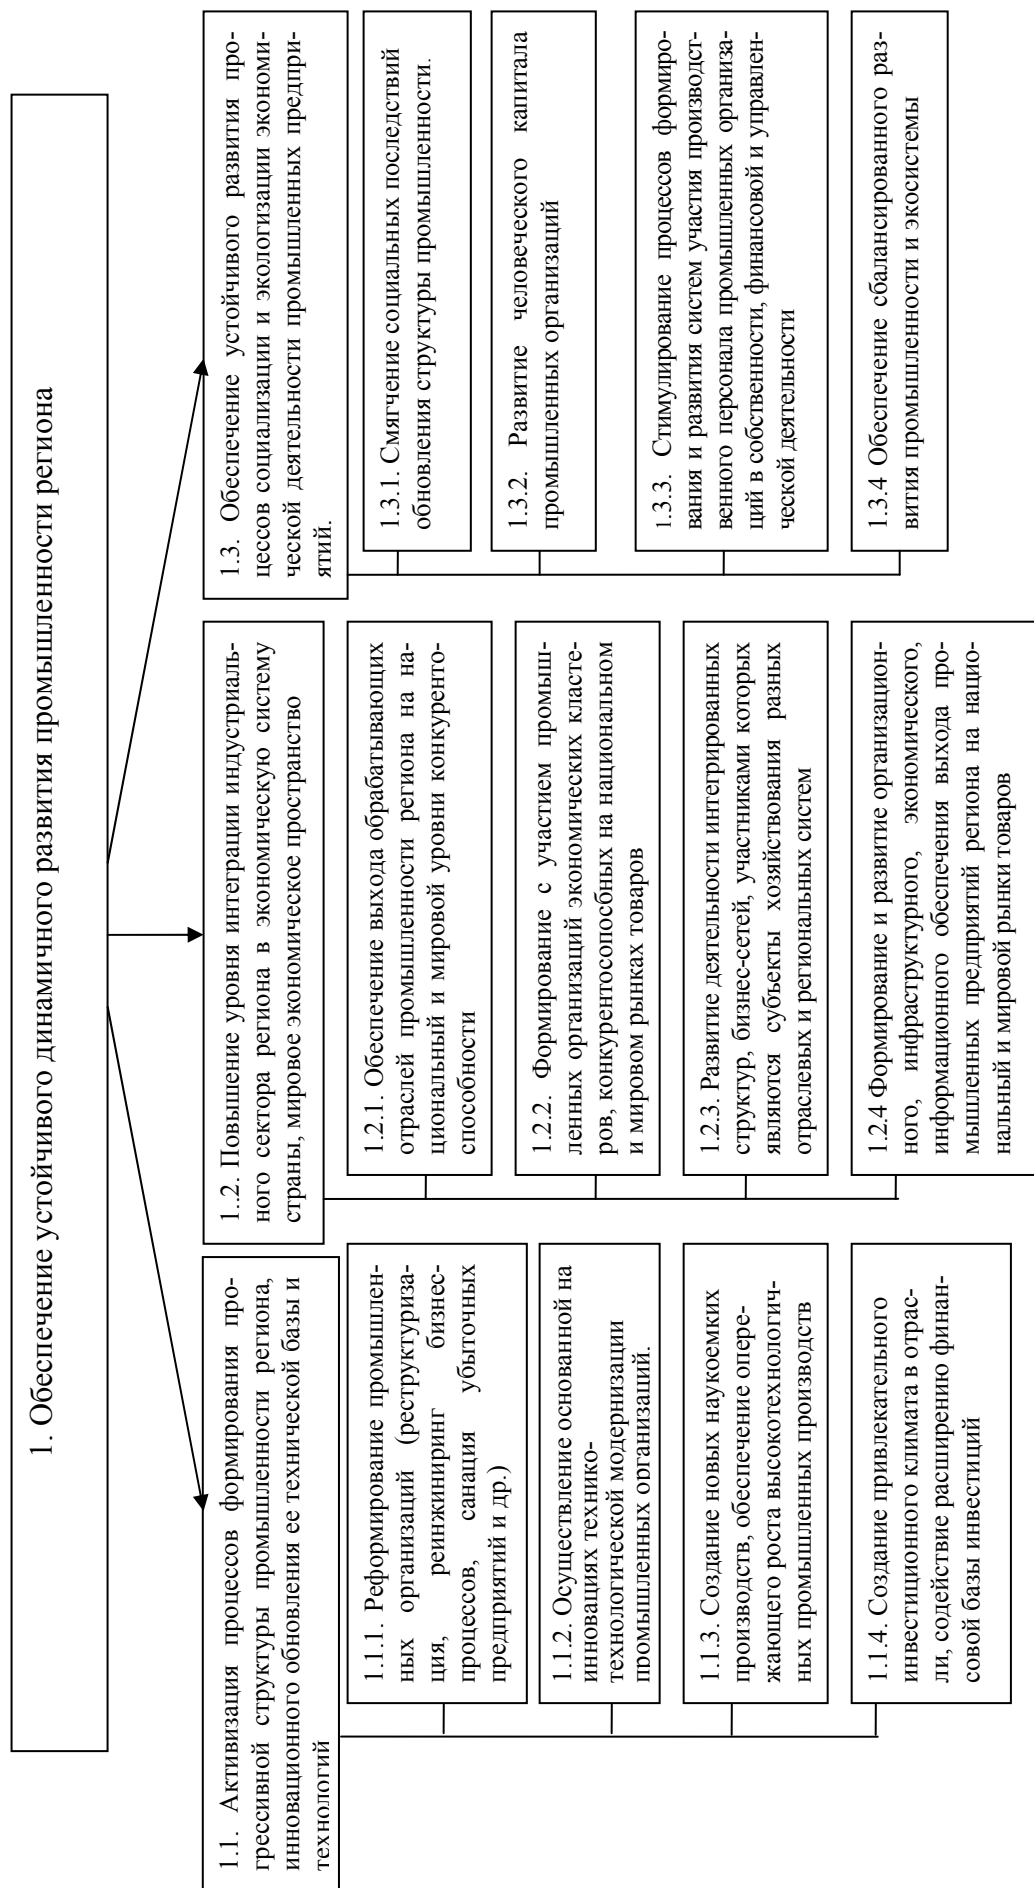 1. Обеспечение устойчивого динамичного развития промышленности региона
1.1. Активизация процессов формирования про-
грессивной структуры промышленности региона,
инновационного обновления ее технической базы и
технологий
1.1.1. Реформирование промышлен-
ных организаций (реструктуриза-
ция, реинжиниринг бизнес-
процессов, санация убыточных
предприятий и др.)
1.1.2. Осуществление основанной на
инновациях технико-
технологической модернизации
промышленных организаций.
1.1.3. Создание новых наукоемких
производств, обеспечение опере-
жающего роста высокотехнологич-
ных промышленных производств
1.1.4. Создание привлекательного
инвестиционного климата в отрас-
ли, содействие расширению финан-
совой базы инвестиций
1.2. Повышение уровня интеграции индустриаль-
ного сектора региона в экономическую систему
страны, мировое экономическое пространство
1.2.1. Обеспечение выхода обрабатывающих
отраслей промышленности региона на на-
циональный и мировой уровни конкуренто-
способности
1.2.2. Формирование с участием промыш-
ленных организаций экономических класте-
ров, конкурентосопосбных на национальном
и мировом рынках товаров
1.2.3. Развитие деятельности интегрированных
структур, бизнес-сетей, участниками которых
являются субъекты хозяйствования разных
отраслевых и региональных систем
1.2.4 Формирование и развитие организацион-
ного, инфраструктурного, экономического,
информационного обеспечения выхода про-
мышленных предприятий региона на нацио-
нальный и мировой рынки товаров
1.3. Обеспечение устойчивого развития про-
цессов социализации и экологизации экономи-
ческой деятельности промышленных предпри-
ятий.
1.3.1. Смягчение социальных последствий
обновления структуры промышленности.
1.3.2. Развитие человеческого капитала
промышленных организаций
1.3.3. Стимулирование процессов формиро-
вания и развития систем участия производст-
венного персонала промышленных организа-
ций в собственности, финансовой и управлен-
ческой деятельности
1.3.4 Обеспечение сбалансированного раз-
вития промышленности и экосистемы